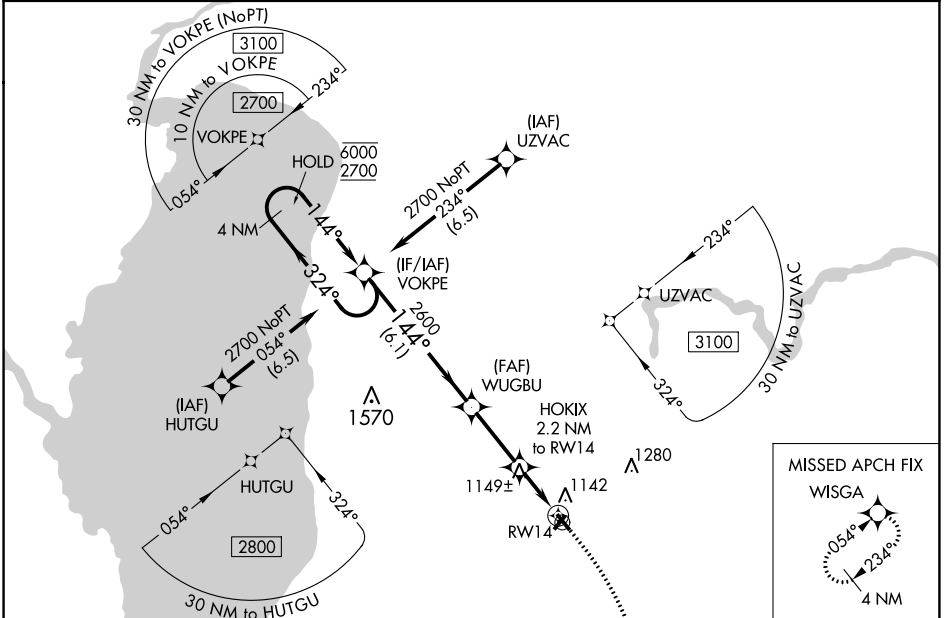 30 NM to VOKPE (NoPT)
3100
10 NM to VOKPE
2700
234°
VOKPE
054°
HOLD
6000
2700
4 NM
144°
324°
(IAF)
UZVAC
2700 NoPT
234°
(6.5)
(IF/IAF)
VOKPE
2600
144°
(6.1)
2700 NoPT
054°
(6.5)
(IAF)
HUTGU
1570
(FAF)
WUGBU
HOKIX
2.2 NM
to RW14
1149±
1142
1280
RW14
234°
UZVAC
3100
324°
30 NM to UZVAC
HUTGU
054°
324°
2800
30 NM to HUTGU
MISSED APCH FIX
WISGA
054°
234°
4 NM